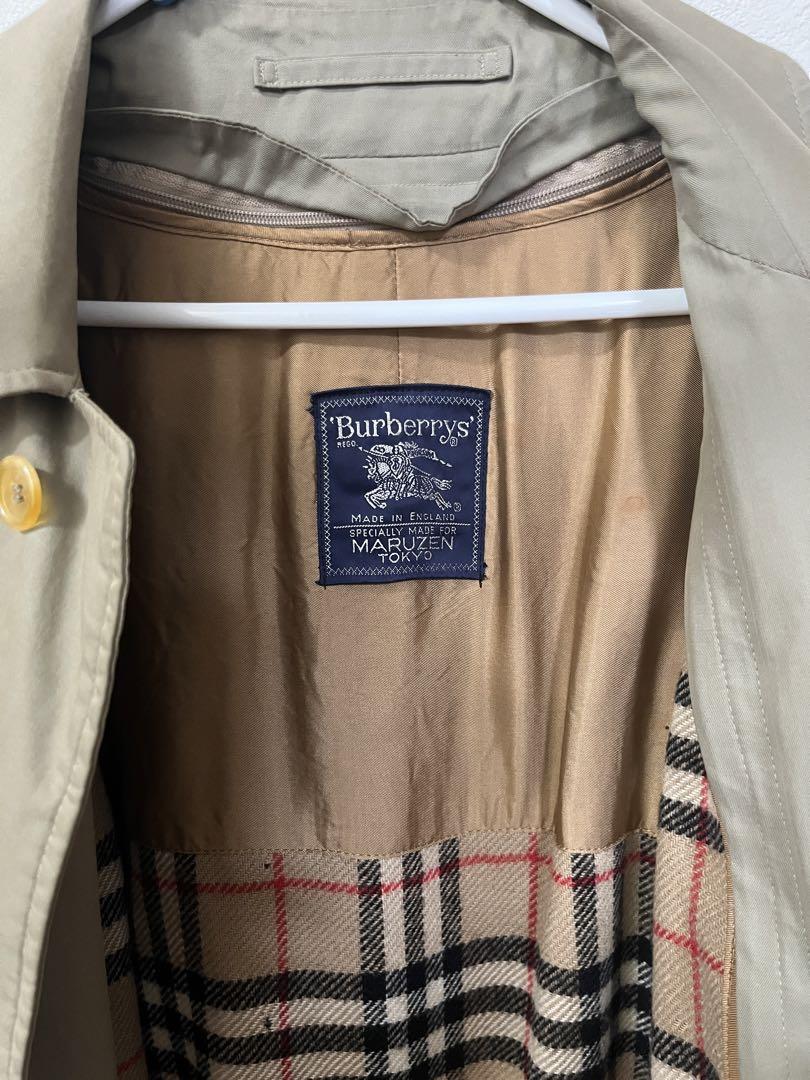 'Burberrys'
REGD. ®
®
MADE IN ENGLAND
SPECIALLY MADE FOR
MARUZEN
TOKYO